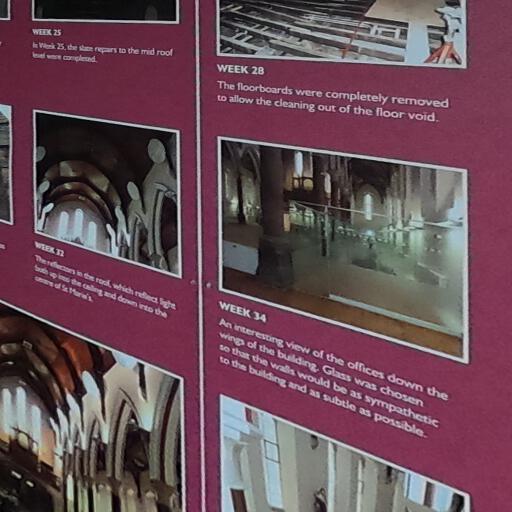 WEEK 25
In Week 25, the slate repairs to the mid roof
level were completed.
WEEK 28
The floorboards were completely removed
to allow the cleaning out of the floor void.
WEEK 32
The reflectors in the roof, which reflect light
both up into the ceiling and down into the
centre of St Marie's.
WEEK 34
An interesting view of the offices down the
wings of the building. Glass was chosen
so that the walls would be as sympathetic
to the building and as subtle as possible.